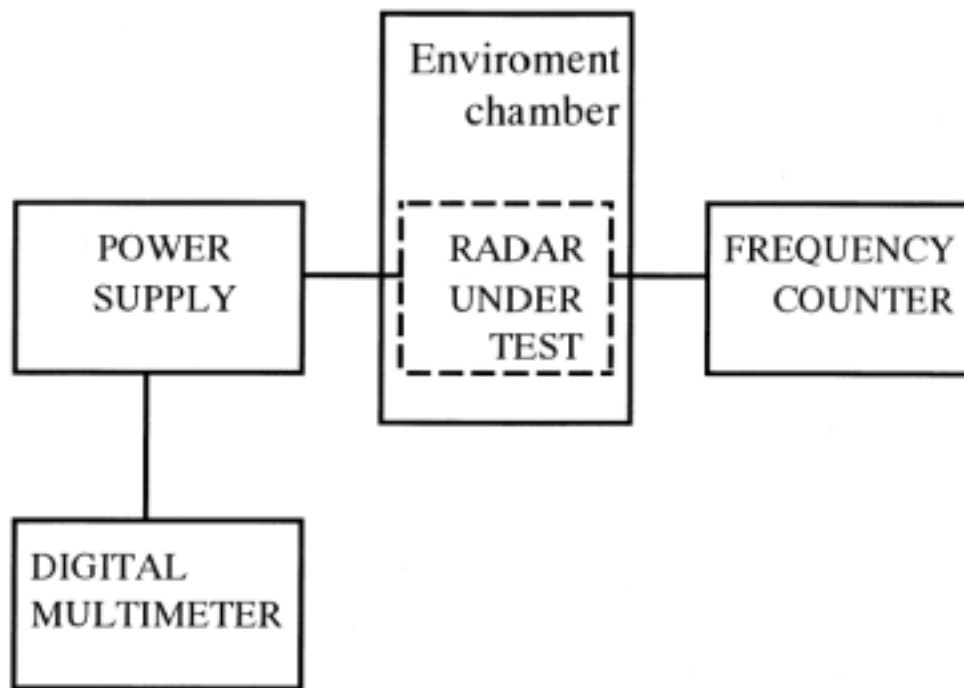 Enviroment
chamber
POWER
SUPPLY
RADAR
UNDER
TEST
FREQUENCY
COUNTER
DIGITAL
MULTIMETER